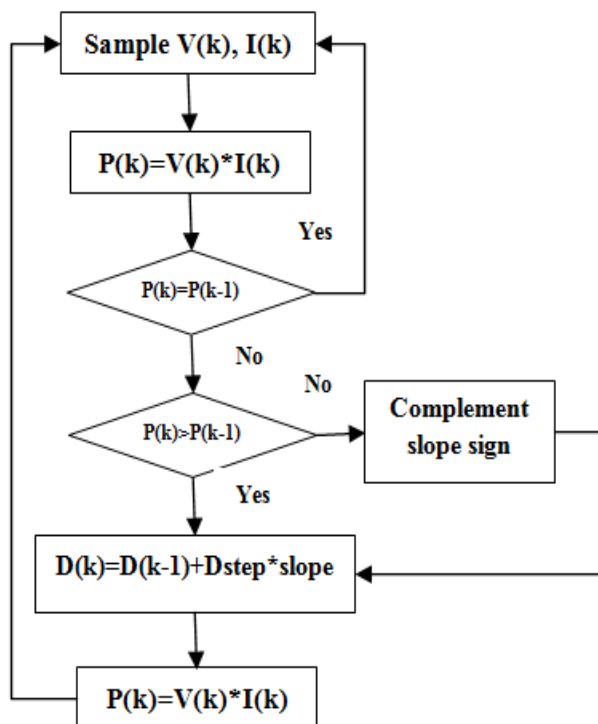 Sample V(k), I(k)
P(k)=V(k)*I(k)
Yes
P(k)=P(k-1)
No
No
P(k)>P(k-1)
Complement
slope sign
Yes
D(k)=D(k-1)+Dstep*slope
P(k)=V(k)*I(k)